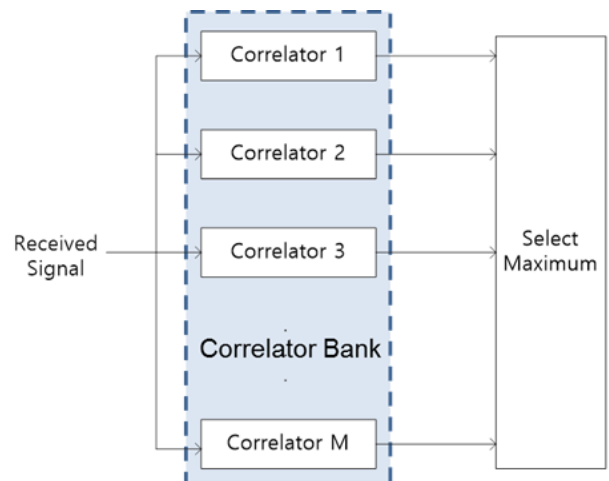 Correlator 1
Correlator 2
Received
Signal
Correlator 3
Select
Maximum
Correlator Bank
Correlator M